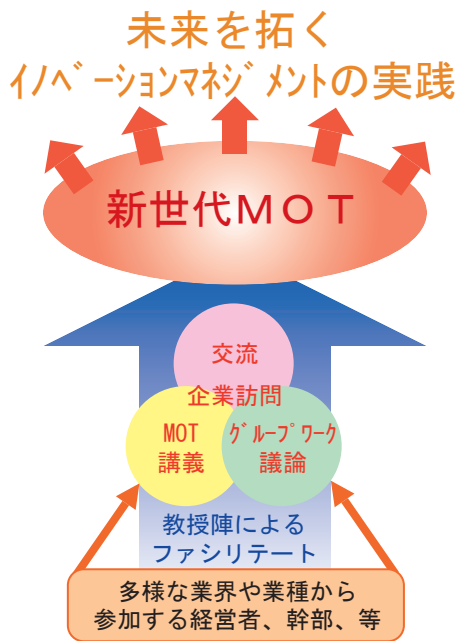 未来を拓く
ｲﾉﾍﾞｰｼｮﾝﾏﾈｼﾞﾒﾝﾄの実践
新世代ＭＯＴ
交流
企業訪問
MOT
講義
ｸﾞﾙｰﾌﾟﾜｰｸ
議論
教授陣による
ファシリテート
多様な業界や業種から
参加する経営者、幹部、等